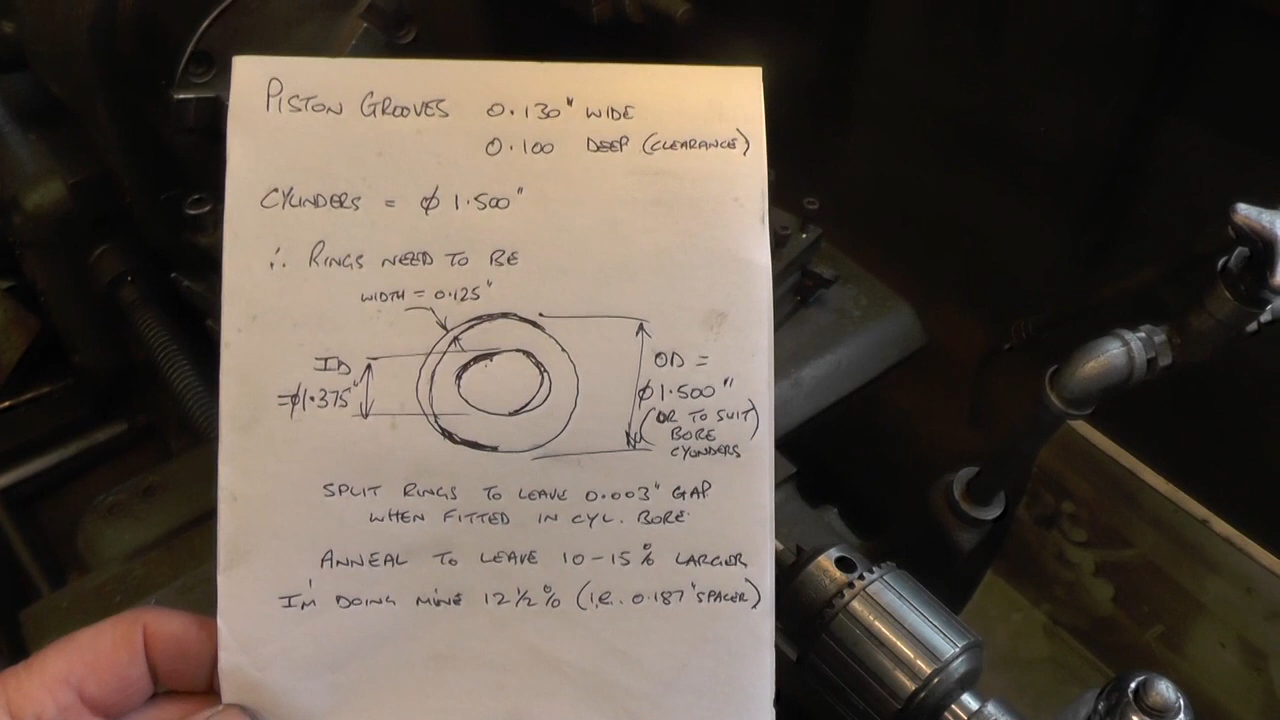 PISTON GROOVES 0.130" WIDE
0.100 DEEP (CLEARANCE)
CYLINDERS = ϕ 1.500"
∴ RINGS NEED TO BE
WIDTH = 0.125"
ID
=ϕ1.375"
OD =
ϕ1.500"
(OR TO SUIT)
BORE
CYLINDERS
SPLIT RINGS TO LEAVE 0.003" GAP
WHEN FITTED IN CYL. BORE.
ANNEAL TO LEAVE 10-15% LARGER
I'M DOING MINE 12 1/2% (I.E. 0.187" SPACER)